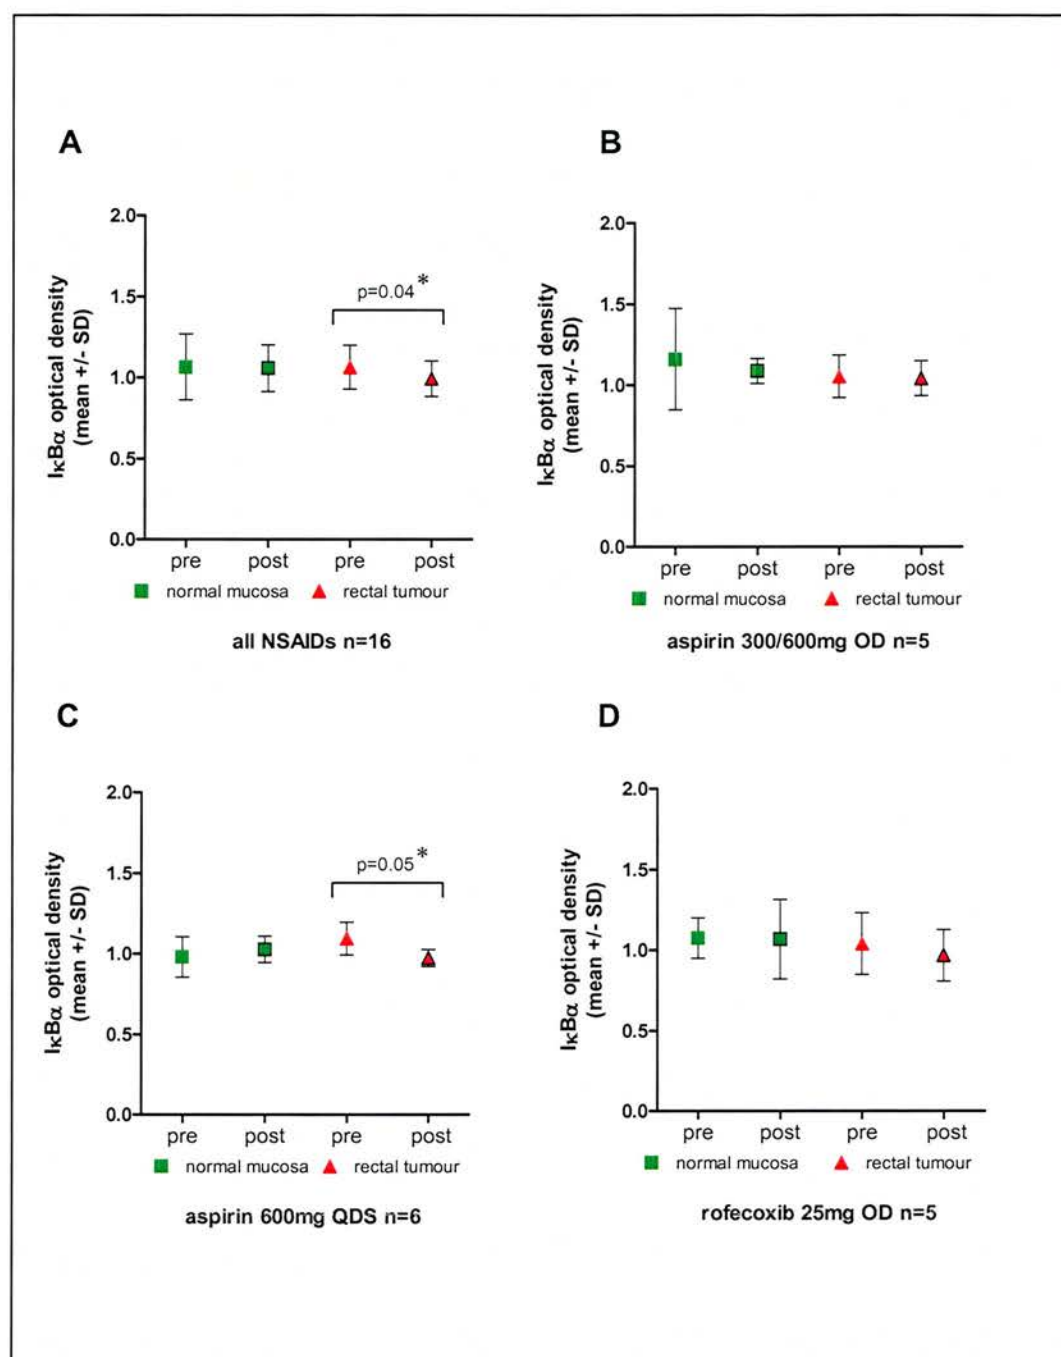 A
IκBα optical density
(mean +/- SD)
2.0
1.5
1.0
0.5
0.0
p=0.04 *
pre post pre post
normal mucosa rectal tumour
all NSAIDs n=16
B
IκBα optical density
(mean +/- SD)
2.0
1.5
1.0
0.5
0.0
pre post pre post
normal mucosa rectal tumour
aspirin 300/600mg OD n=5
C
IκBα optical density
(mean +/- SD)
2.0
1.5
1.0
0.5
0.0
p=0.05 *
pre post pre post
normal mucosa rectal tumour
aspirin 600mg QDS n=6
D
IκBα optical density
(mean +/- SD)
2.0
1.5
1.0
0.5
0.0
pre post pre post
normal mucosa rectal tumour
rofecoxib 25mg OD n=5